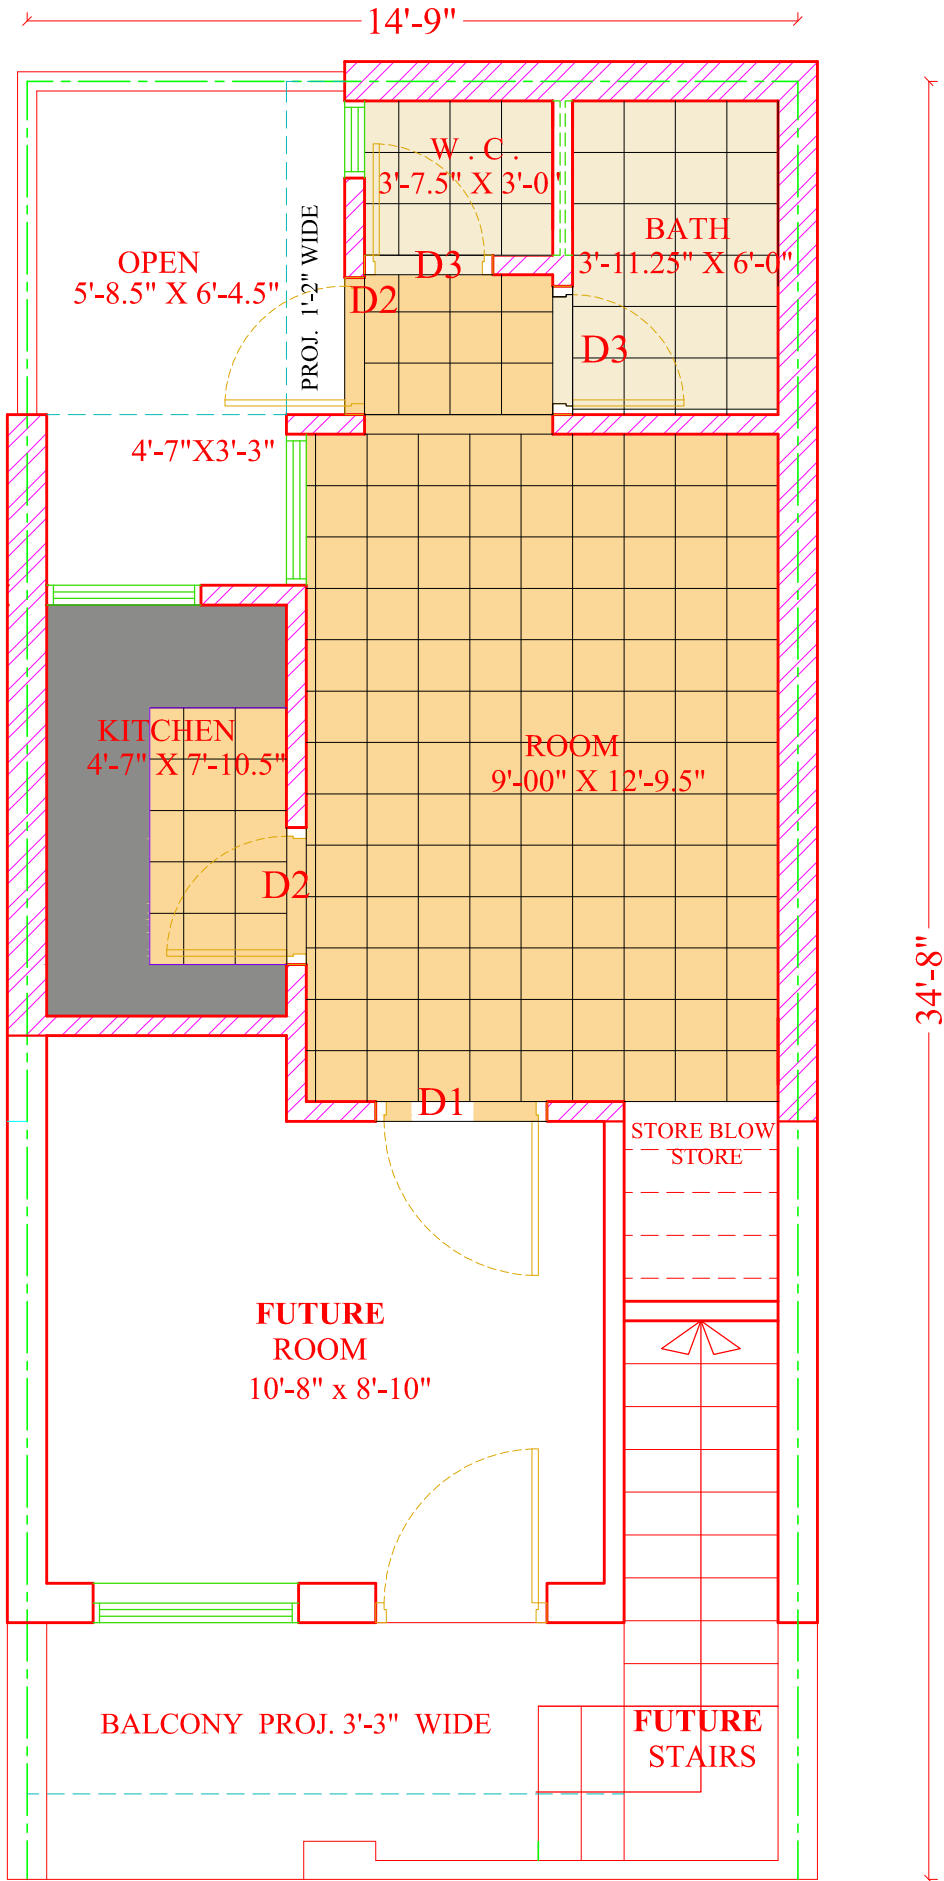 14'-9"
W . C .
3'-7.5" X 3'-0"
BATH
3'-11.25" X 6'-0"
OPEN
5'-8.5" X 6'-4.5"
PROJ. 1'-2" WIDE
D3
D2
D3
4'-7"X3'-3"
KITCHEN
4'-7" X 7'-10.5"
ROOM
9'-00" X 12'-9.5"
D2
34'-8"
D1
STORE BLOW
STORE
FUTURE
ROOM
10'-8" x 8'-10"
BALCONY PROJ. 3'-3" WIDE
FUTURE
STAIRS